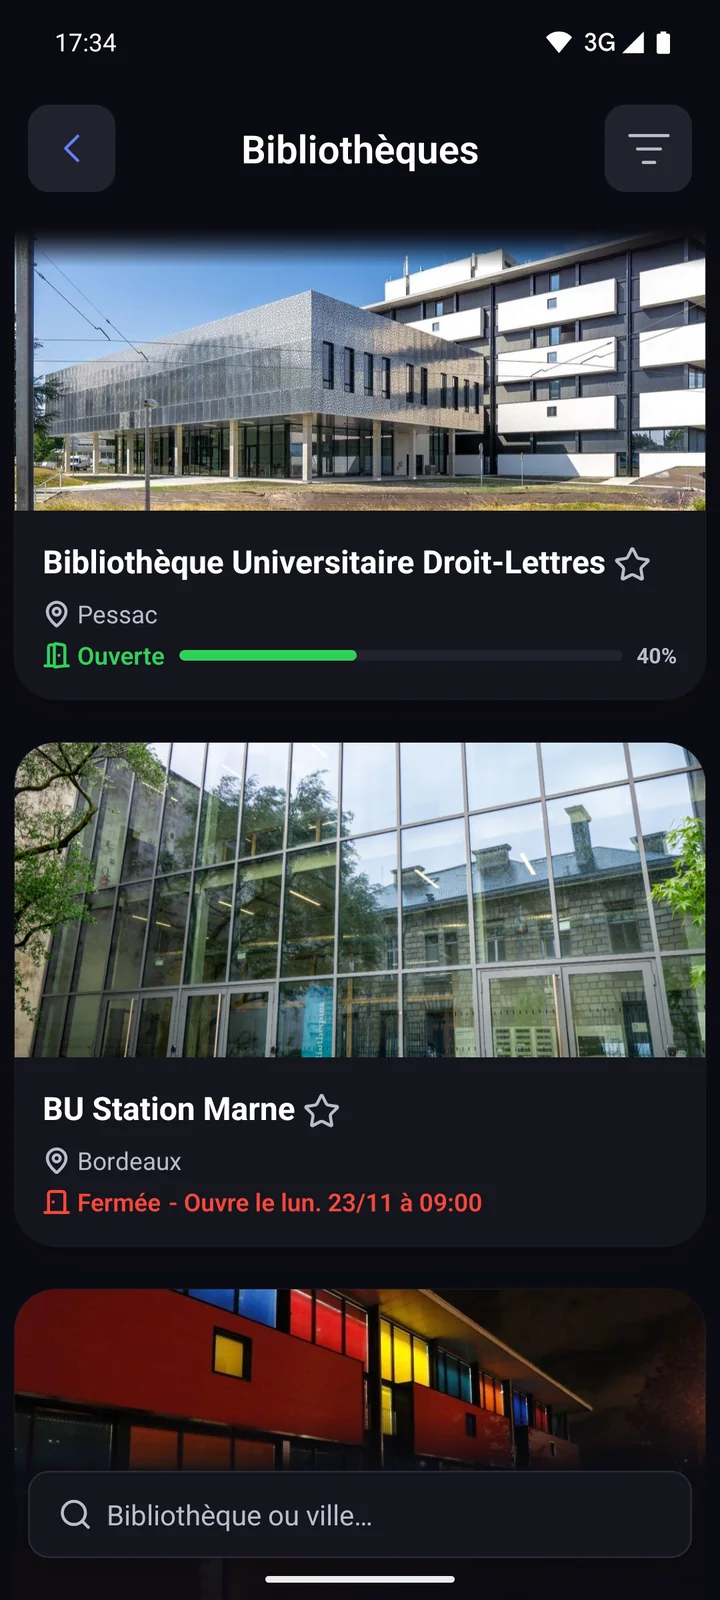 17:34
3G
Bibliothèques
Bibliothèque Universitaire Droit-Lettres
Pessac
Ouverte
40%
BU Station Marne
Bordeaux
Fermée - Ouvre le lun. 23/11 à 09:00
Bibliothèque ou ville…